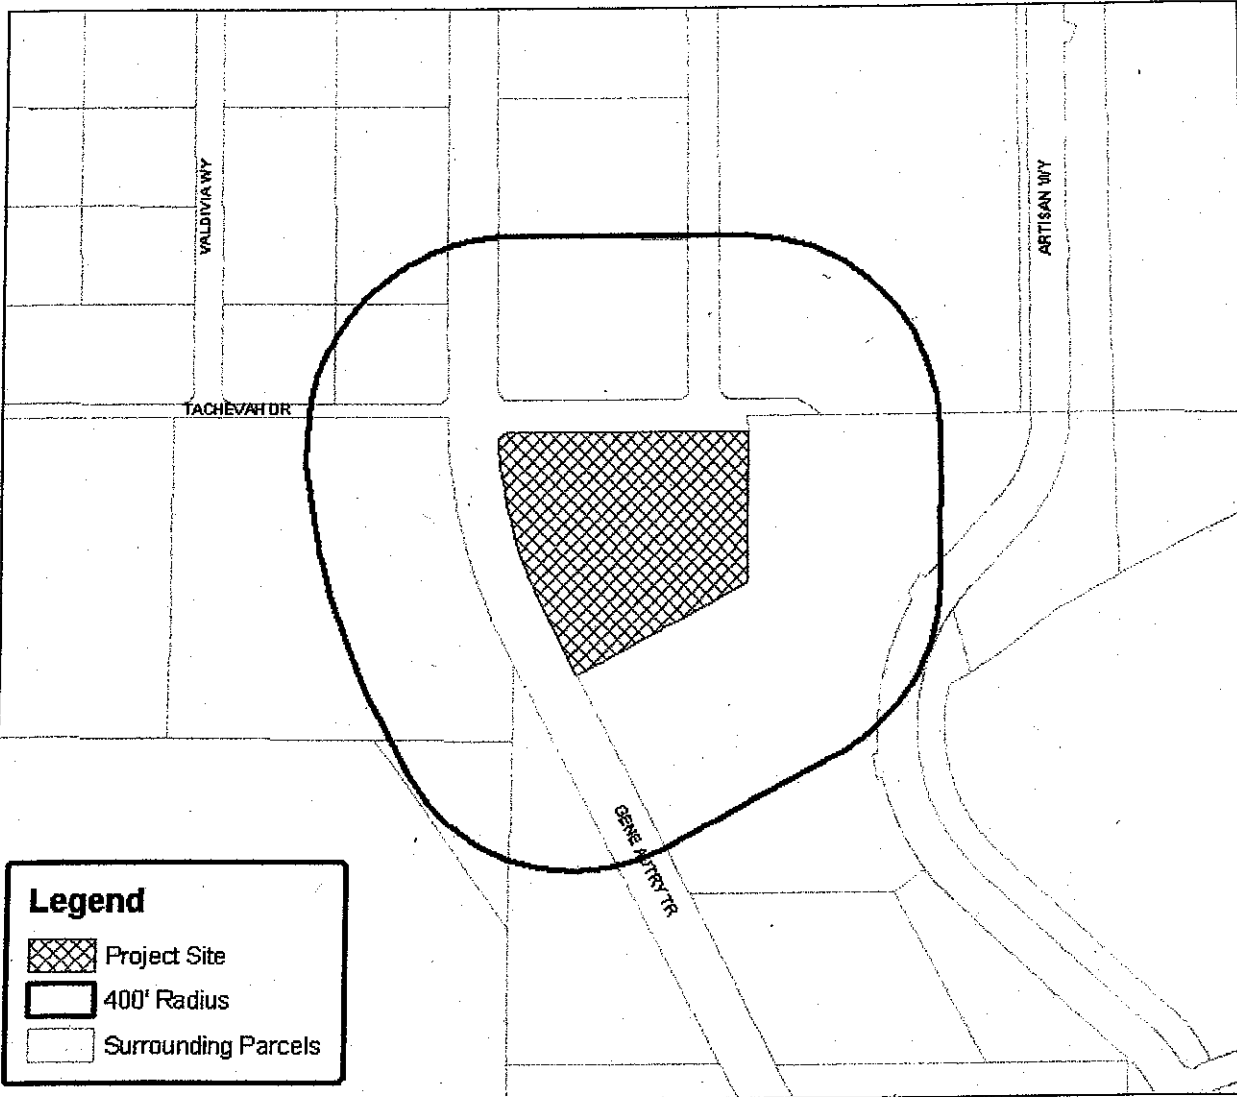 VALDIVIA WY
ARTISAN WY
TACHEVAH DR
GENE AUTRY TR
Legend
Project Site
400' Radius
Surrounding Parcels